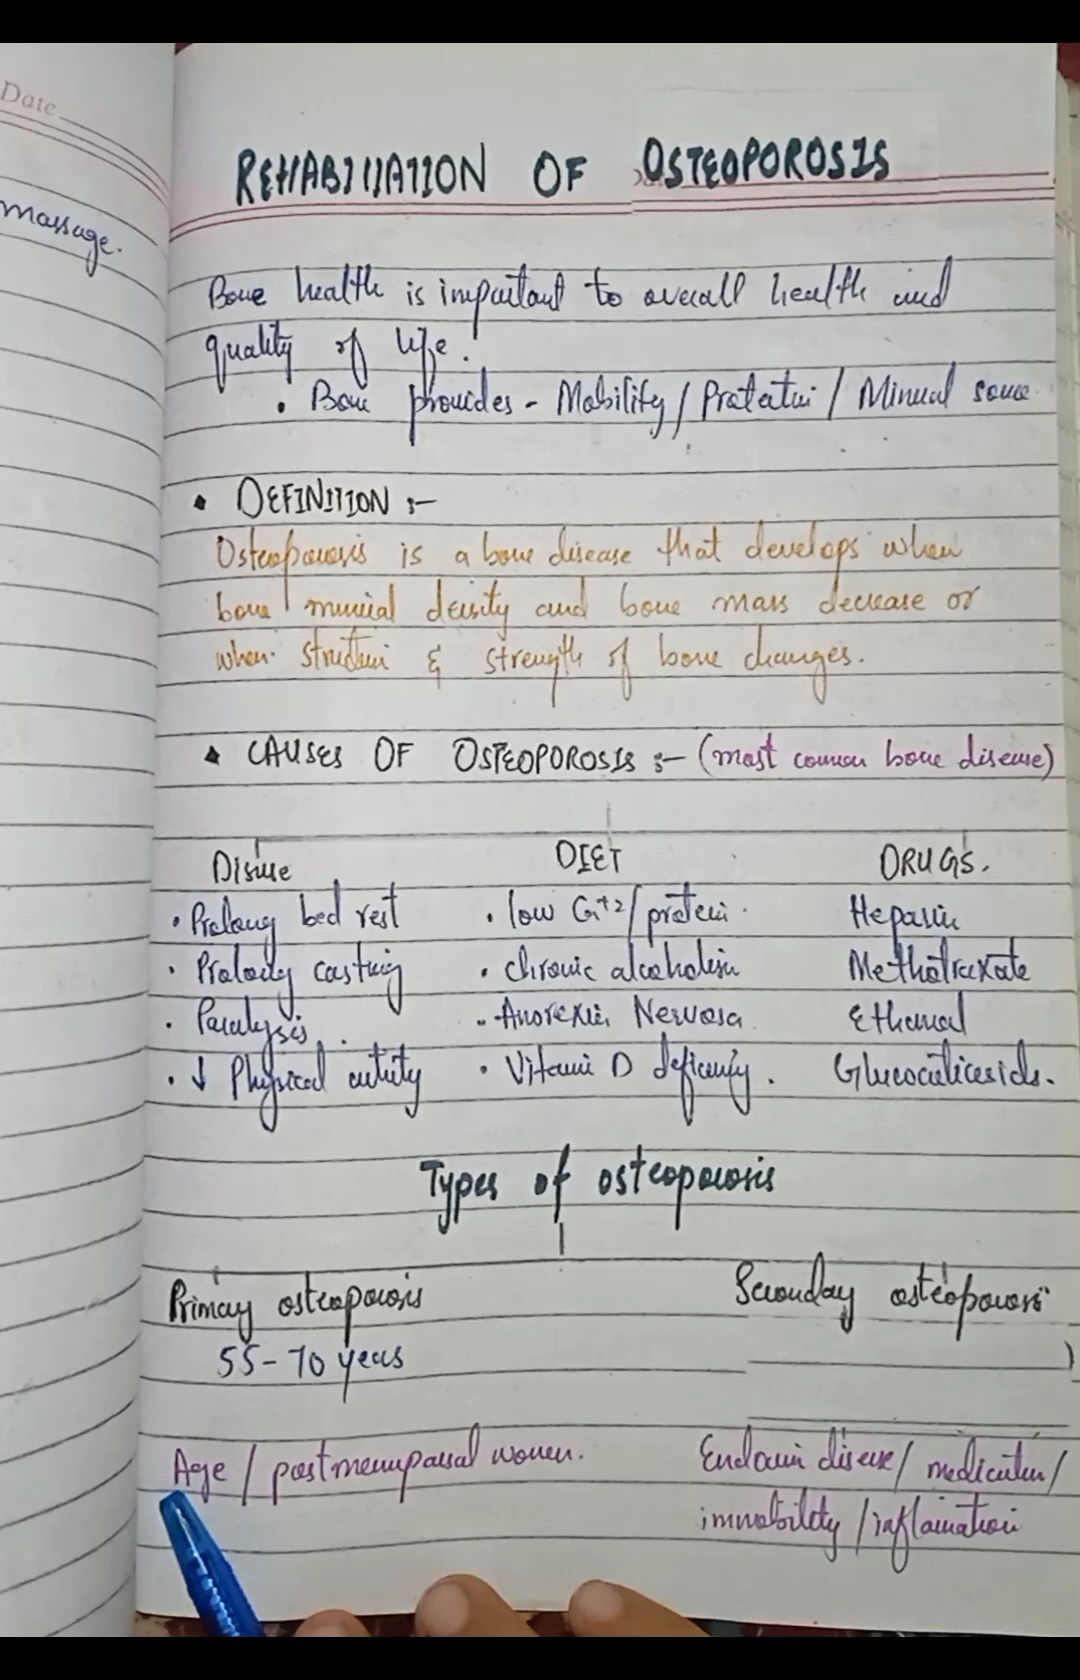 Date
massage.
REHABILITATION OF OSTEOPOROSIS
Bone health is important to overall health and
quality of life.
• Bone provides - Mobility / Protection / Mineral source
• DEFINITION :-
Osteoporosis is a bone disease that develops when
bone mineral density and bone mass decrease or
when structure & strength of bone changes.
▲ CAUSES OF OSTEOPOROSIS :- (most common bone disease)
Disuse DIET DRUGS.
• Prolong bed rest • low Ca+2/protein. Heparin
• Prolong casting • chronic alcoholism Methotrexate
• Paralysis. • Anorexia Nervosa Ethanol
• ↓ Physical activity • Vitamin D deficiency. Glucocorticosids.
Types of osteoporosis
Primary osteoporosis Secondary osteoporosis
55-70 years )
Age / postmenopausal women. Endocrin disease / medication /
immobility / inflamation